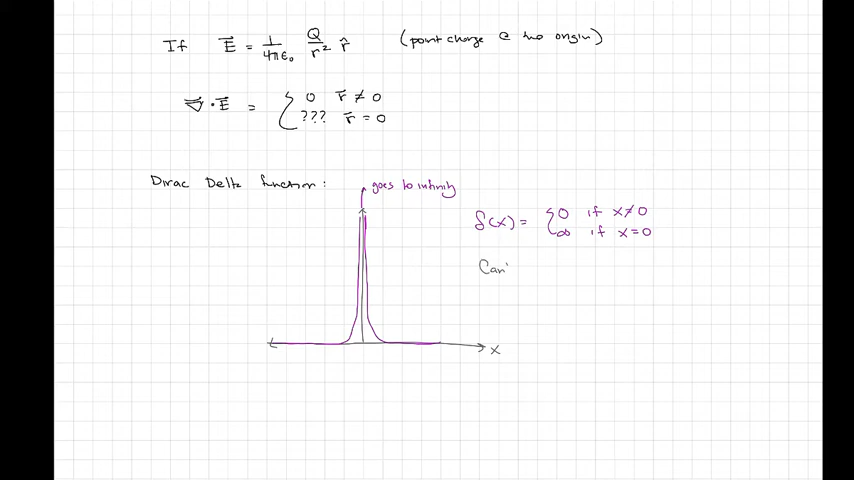 If E⃗ = 1/4πε₀ Q/r² r̂ (point charge @ the origin)
∇⃗ · E⃗ = { 0 r⃗ ≠ 0
??? r⃗ = 0
Dirac Delta function:
goes to infinity
δ(x) = { 0 if x≠0
∞ if x=0
Can'
x